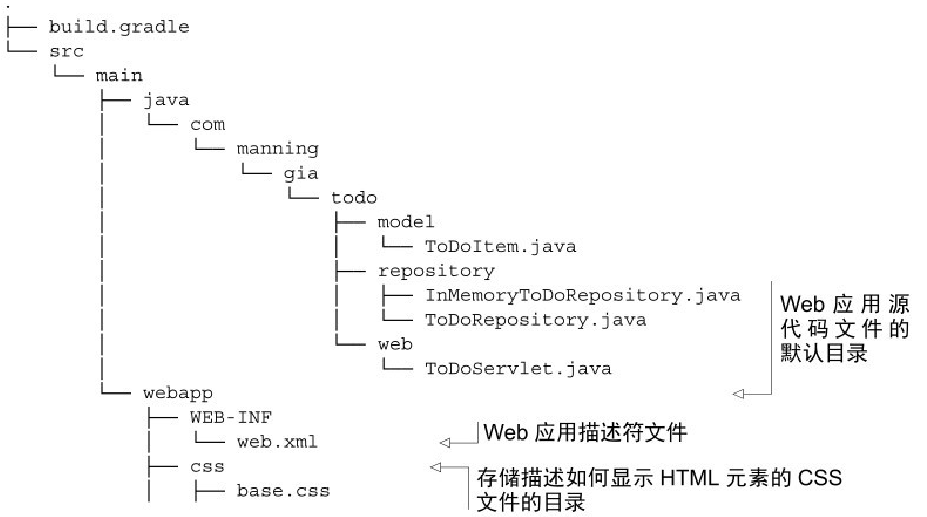 .
├── build.gradle
└── src
    └── main
        ├── java
        │   └── com
        │       └── manning
        │           └── gia
        │               └── todo
        │                   ├── model
        │                   │   └── ToDoItem.java
        │                   ├── repository
        │                   │   ├── InMemoryToDoRepository.java
        │                   │   └── ToDoRepository.java
        │                   └── web
        │                       └── ToDoServlet.java
        └── webapp
Web 应用源
代码文件的
默认目录
            ├── WEB-INF
            │   └── web.xml
Web 应用描述符文件
            ├── css
            │   ├── base.css
存储描述如何显示 HTML 元素的 CSS
文件的目录